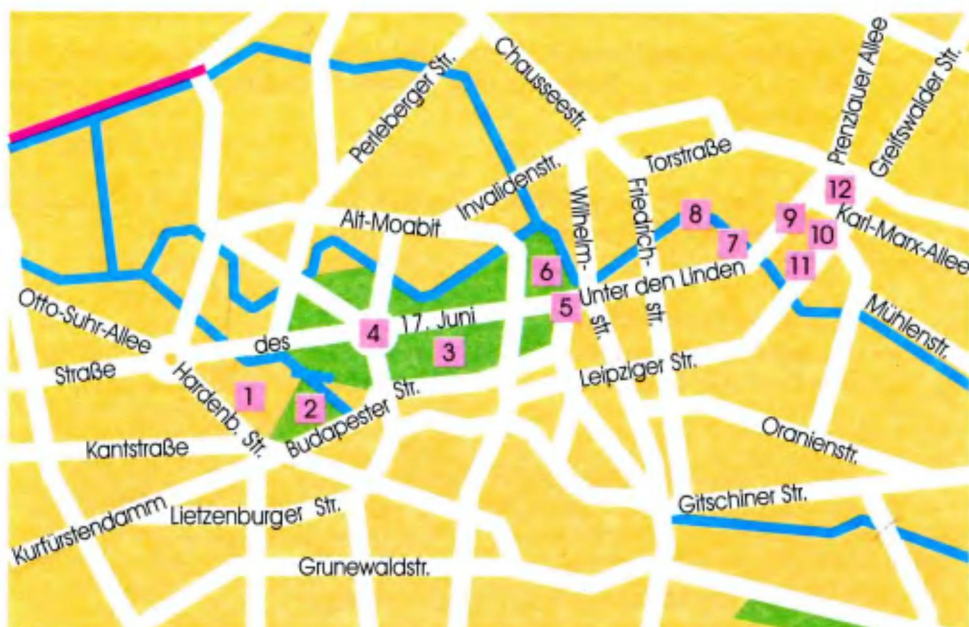 Perleberger Str.
Chausseestr.
Prenzlauer Allee
Greifswalder Str.
Invalidenstr.
Torstraße
Alt-Moabit
Wilhelm-
str.
Friedrich-
str.
Karl-Marx-Allee
12
8
9
10
7
11
6
5
Unter den Linden
Otto-Suhr-Allee
Straße
des
4
17. Juni
3
Mühlenstr.
Leipziger Str.
Hardenb. Str.
1
2
Budapester Str.
Kantstraße
Oranienstr.
Kurfürstendamm
Lietzenburger Str.
Gitschiner Str.
Grunewaldstr.